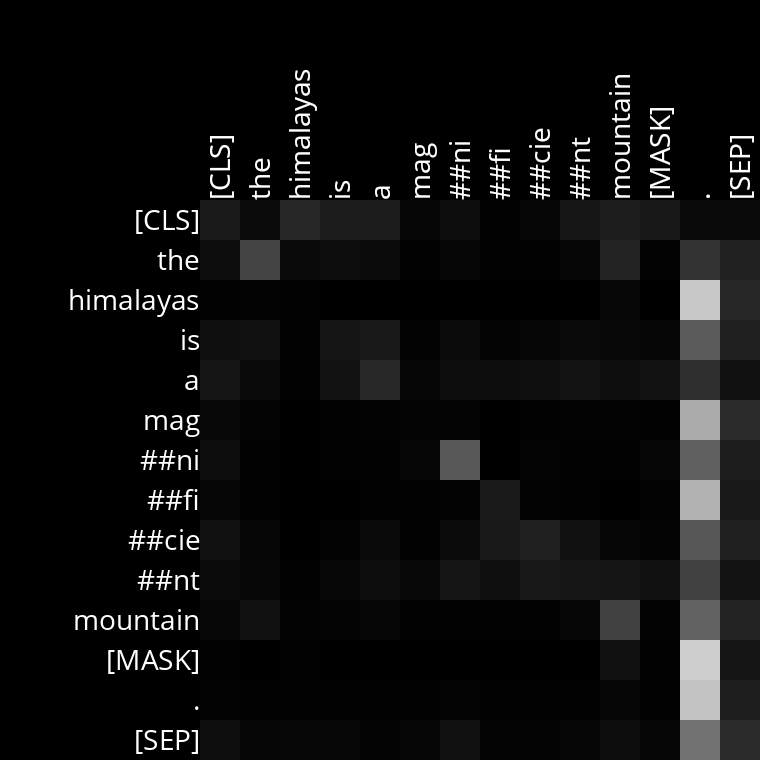 [CLS]
the
himalayas
is
a
mag
##ni
##fi
##cie
##nt
mountain
[MASK]
.
[SEP]
[CLS]
the
himalayas
is
a
mag
##ni
##fi
##cie
##nt
mountain
[MASK]
.
[SEP]